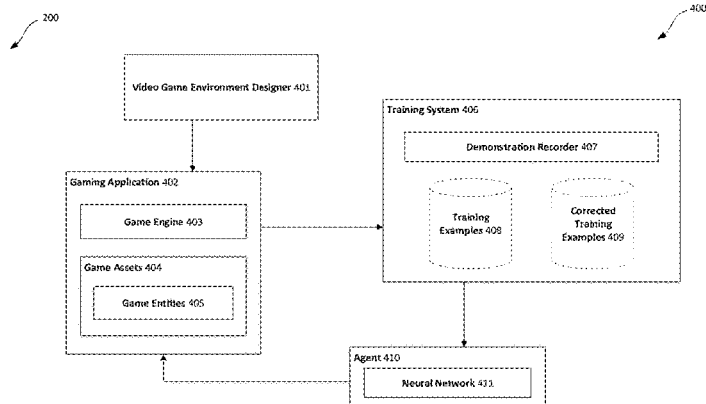 200
400
Video Game Environment Designer 401
Training System 406
Demonstration Recorder 407
Gaming Application 402
Game Engine 403
Training
Examples 408
Corrected
Training
Examples 409
Game Assets 404
Game Entities 405
Agent 410
Neural Network 411